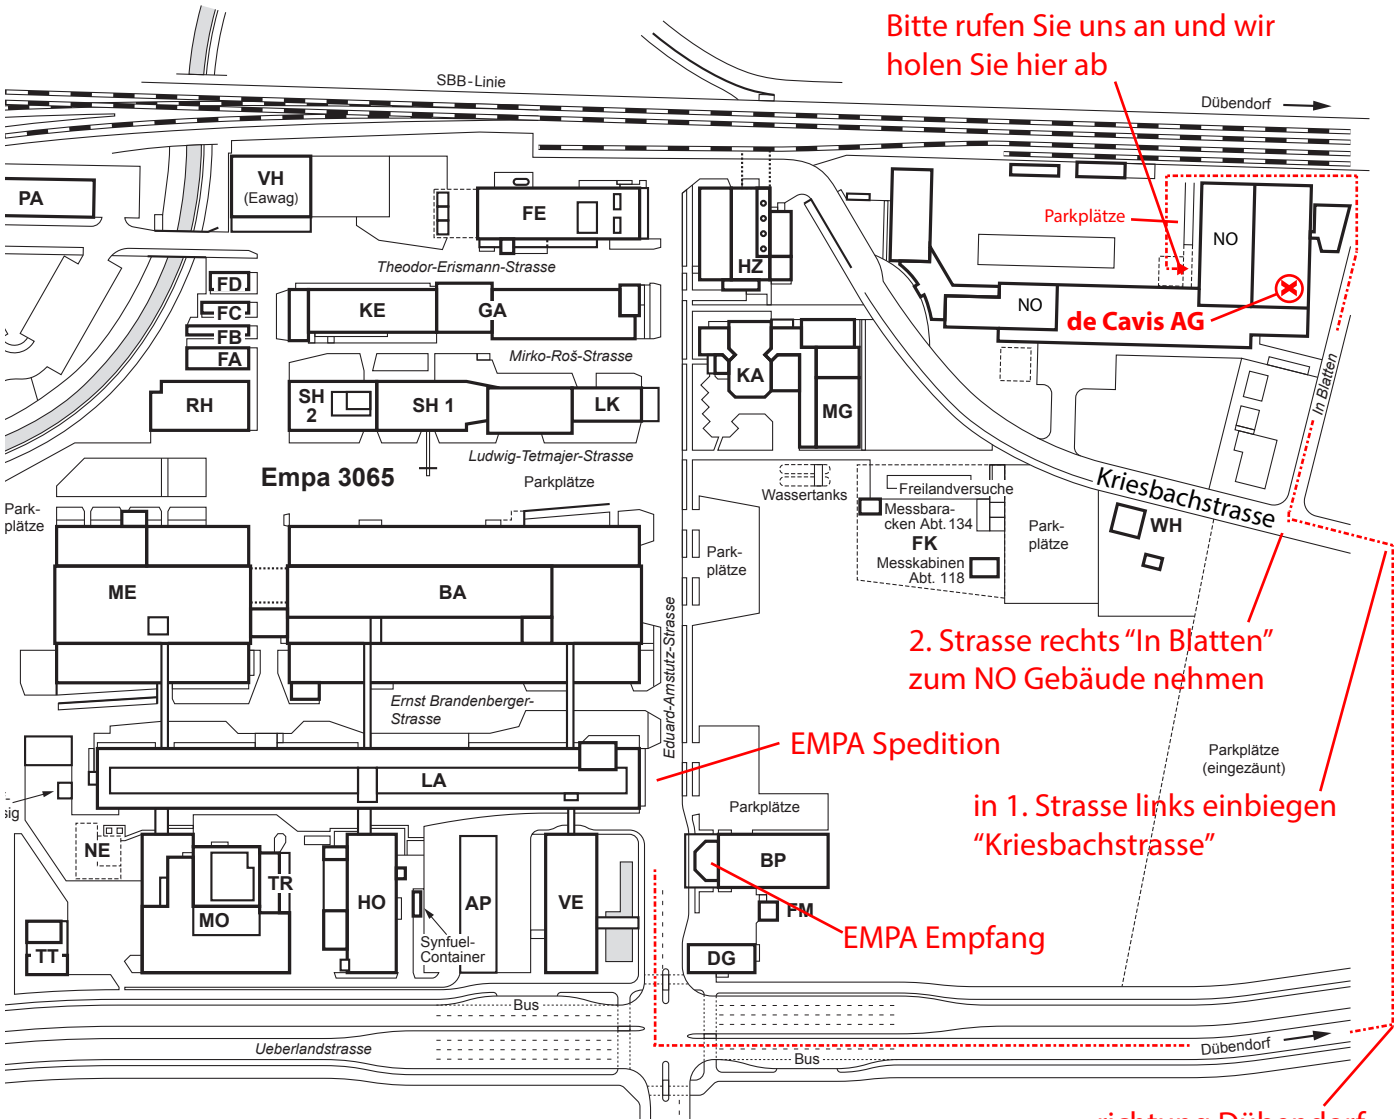 Bitte rufen Sie uns an und wir
holen Sie hier ab
SBB-Linie
Dübendorf
PA
VH
(Eawag)
FE
Theodor-Erismann-Strasse
HZ
Parkplätze
NO
NO
de Cavis AG
FD
FC
FB
FA
KE
GA
Mirko-Roš-Strasse
KA
MG
RH
SH
2
SH 1
LK
Ludwig-Tetmajer-Strasse
In Blatten
Empa 3065
Parkplätze
Wassertanks
Freilandversuche
Kriesbachstrasse
Park-
plätze
Messbara-
cken Abt. 134
FK
Messkabinen
Abt. 118
Park-
plätze
WH
Park-
plätze
ME
BA
Eduard-Amstutz-Strasse
2. Strasse rechts “In Blatten”
zum NO Gebäude nehmen
Ernst Brandenberger-
Strasse
EMPA Spedition
Parkplätze
(eingezäunt)
LA
in 1. Strasse links einbiegen
“Kriesbachstrasse”
Parkplätze
NE
TR
MO
HO
AP
VE
BP
FM
TT
Synfuel-
Container
EMPA Empfang
DG
Bus
Ueberlandstrasse
Bus
Dübendorf
richtung Dübendorf